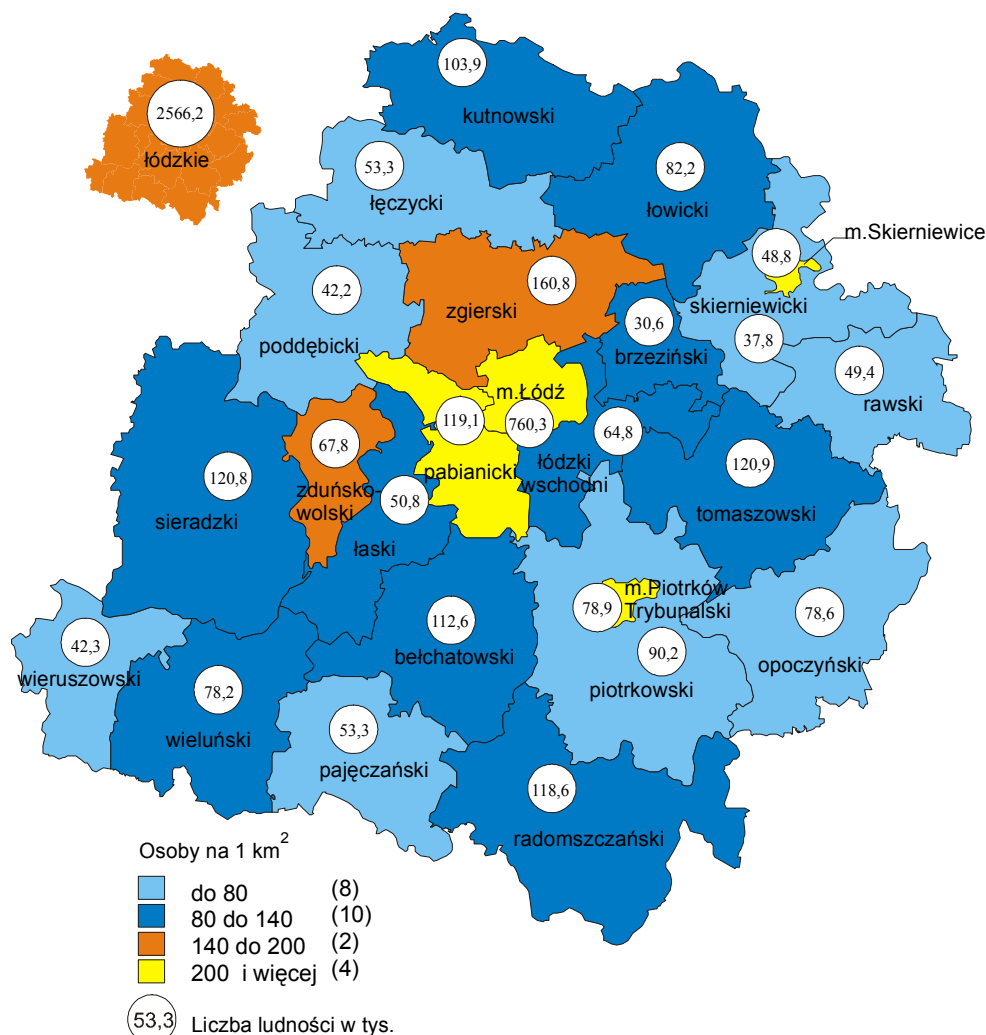 103,9
kutnowski
2566,2
łódzkie
53,3
łęczycki
82,2
łowicki
m.Skierniewice
48,8
skierniewicki
37,8
42,2
poddębicki
160,8
zgierski
30,6
brzeziński
49,4
rawski
m.Łódź
760,3
119,1
pabianicki
64,8
łódzki
wschodni
120,9
tomaszowski
67,8
zduńsko-
wolski
120,8
sieradzki
50,8
łaski
m.Piotrków
Trybunalski
78,9
78,6
opoczyński
112,6
bełchatowski
90,2
piotrkowski
42,3
wieruszowski
78,2
wieluński
53,3
pajęczański
118,6
radomszczański
Osoby na 1 km²
do 80 (8)
80 do 140 (10)
140 do 200 (2)
200 i więcej (4)
53,3 Liczba ludności w tys.